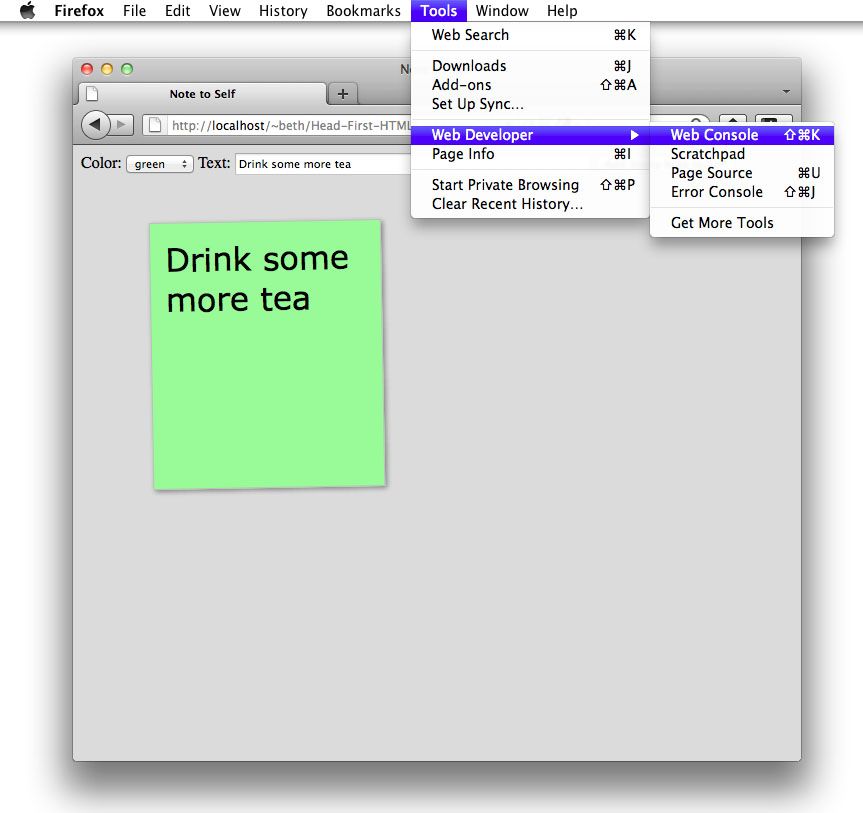 Firefox File Edit View History Bookmarks Tools Window Help
Web Search ⌘K
Downloads ⌘J
Add-ons ⇧⌘A
Set Up Sync...
Web Developer ▶
Page Info ⌘I
Start Private Browsing ⇧⌘P
Clear Recent History...
Web Console ⇧⌘K
Scratchpad
Page Source ⌘U
Error Console ⇧⌘J
Get More Tools
Note to Self
http://localhost/~beth/Head-First-HTML
Color: green Text: Drink some more tea
Drink some
more tea